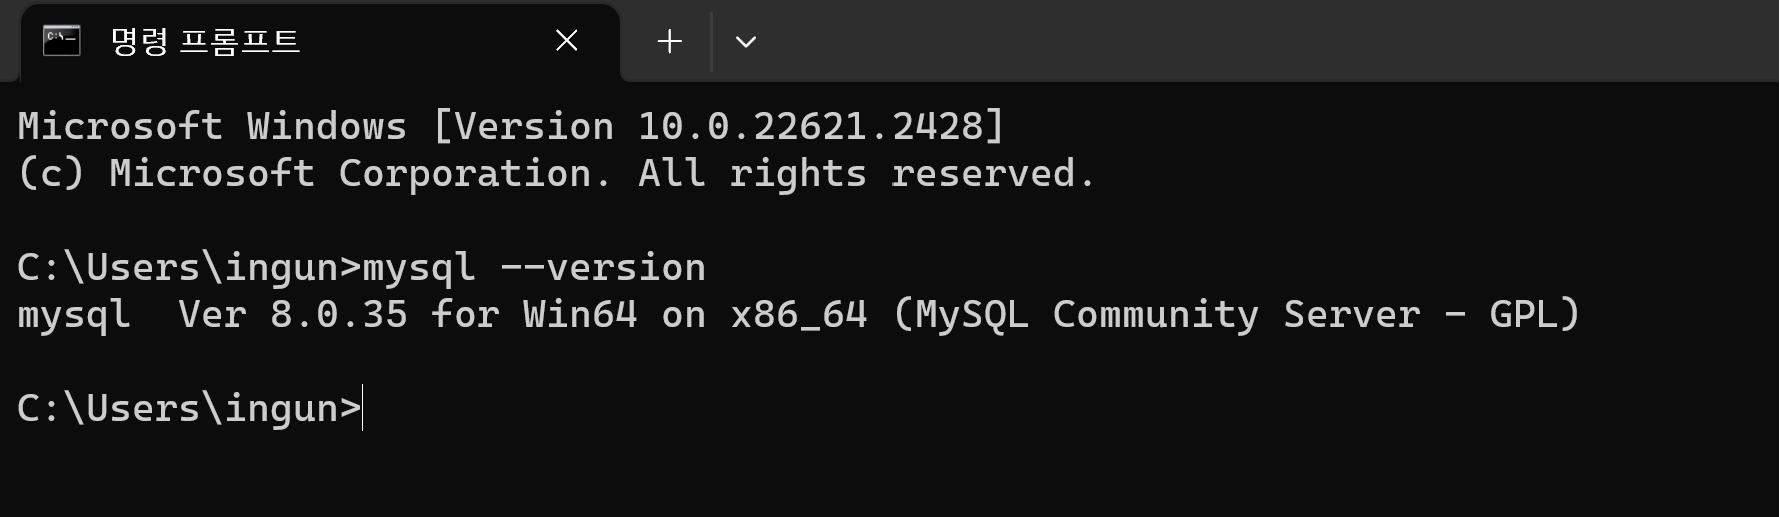 명령 프롬프트
Microsoft Windows [Version 10.0.22621.2428]
(c) Microsoft Corporation. All rights reserved.
C:\Users\ingun>mysql --version
mysql  Ver 8.0.35 for Win64 on x86_64 (MySQL Community Server - GPL)
C:\Users\ingun>